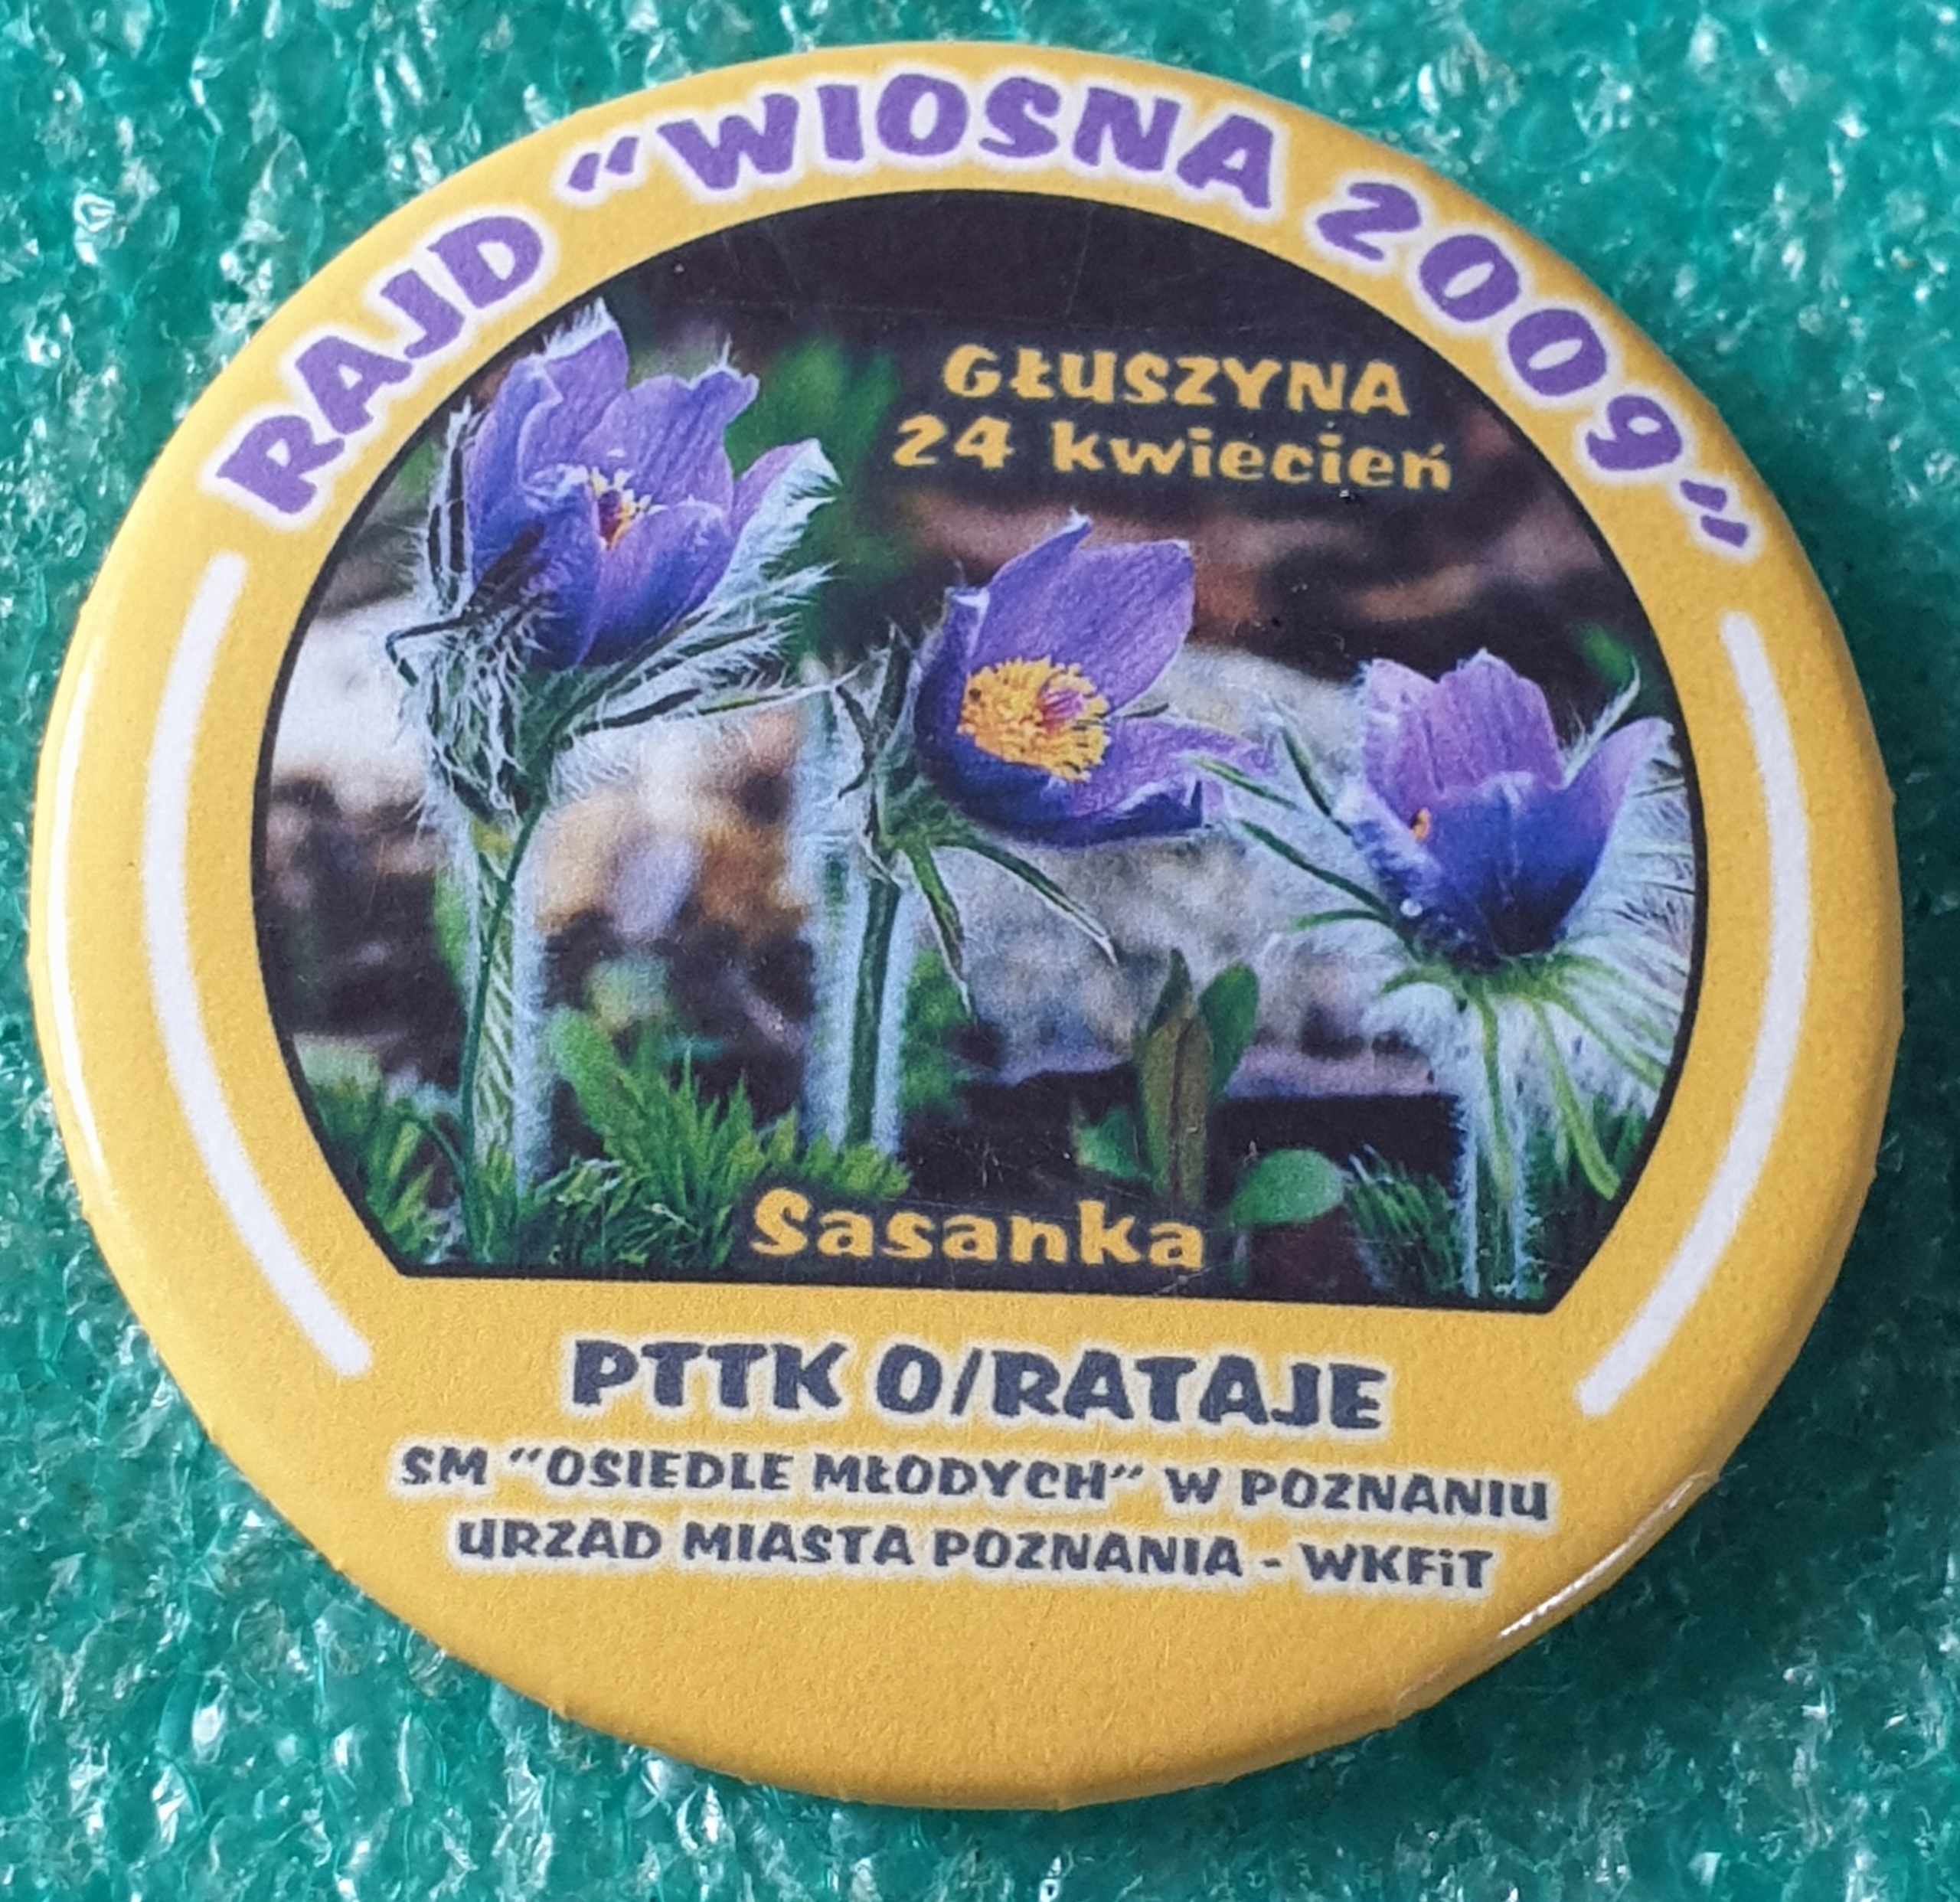 RAJD “WIOSNA 2009”
GŁUSZYNA
24 kwiecień
Sasanka
PTTK O/RATAJE
SM “OSIEDLE MŁODYCH” W POZNANIU
URZAD MIASTA POZNANIA - WKFiT